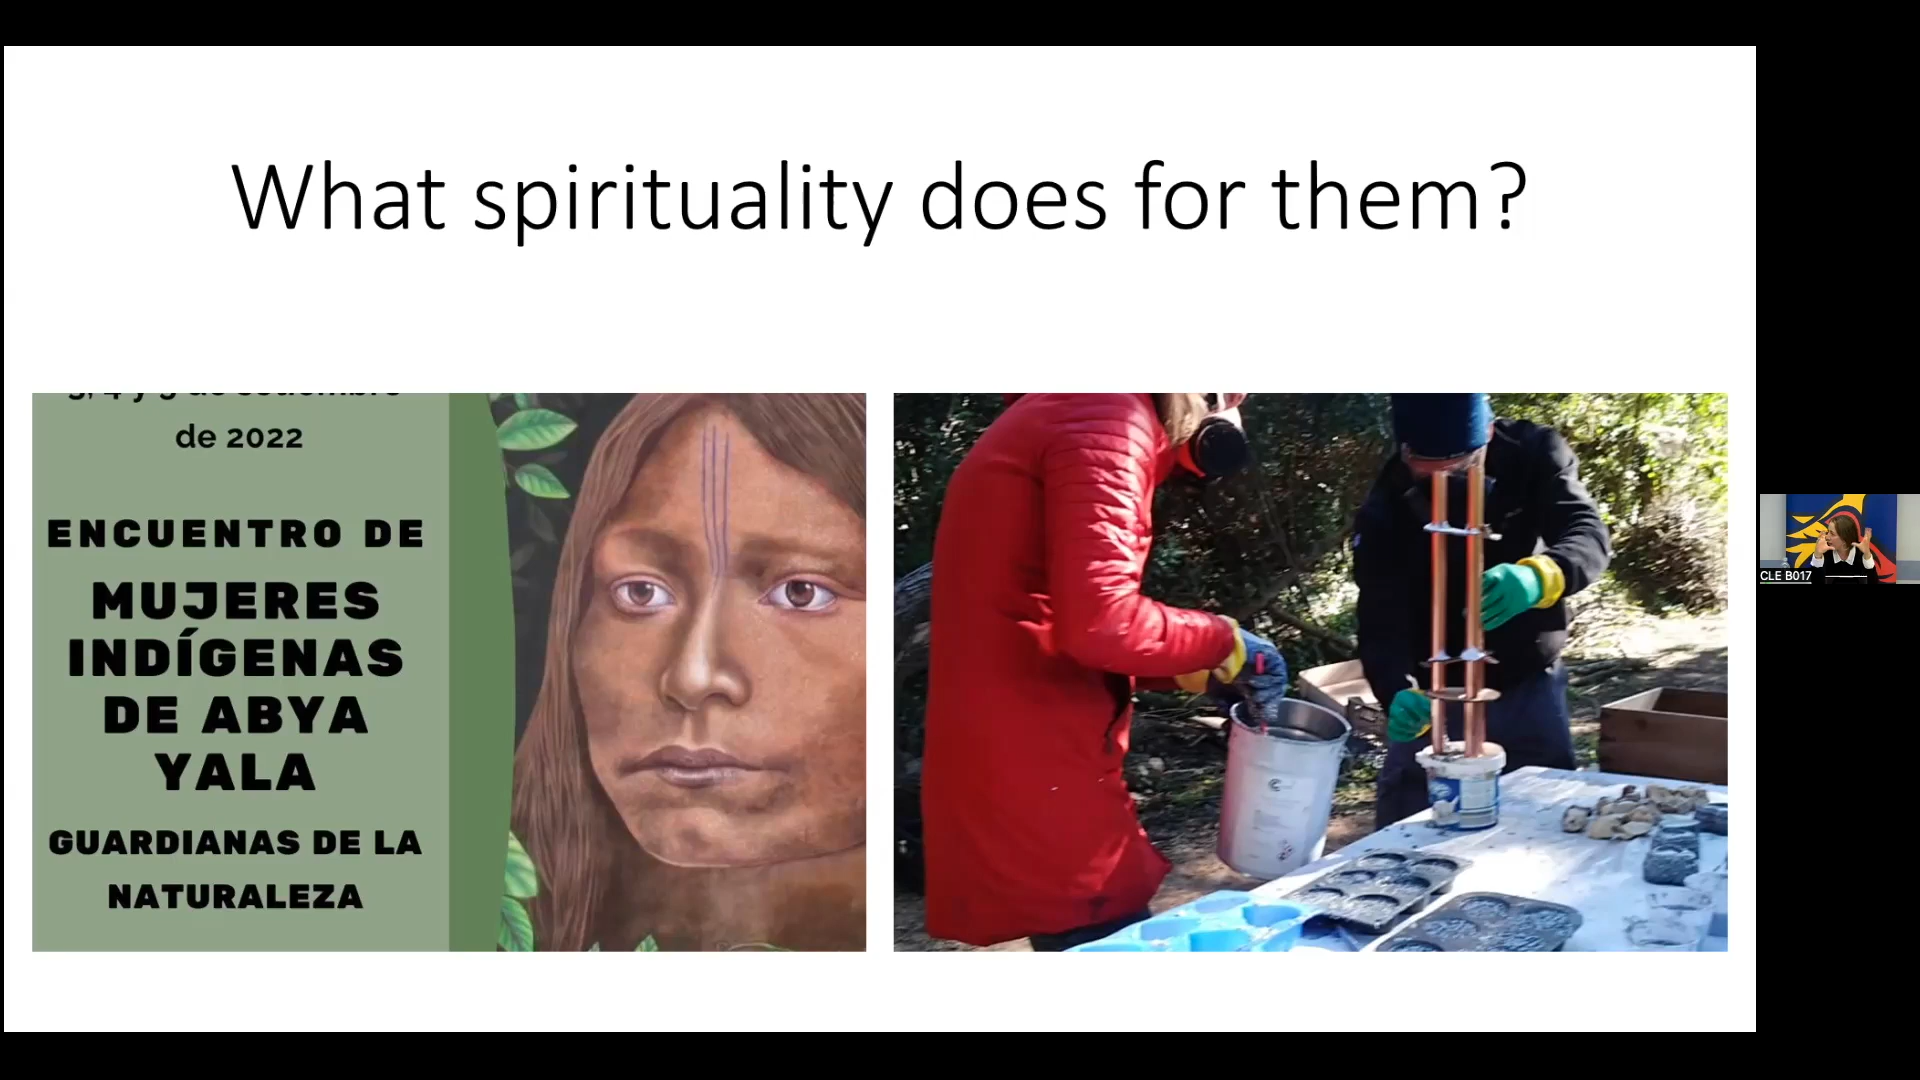 What spirituality does for them?
de 2022
ENCUENTRO DE
MUJERES
INDÍGENAS
DE ABYA
YALA
GUARDIANAS DE LA
NATURALEZA
CLE B017